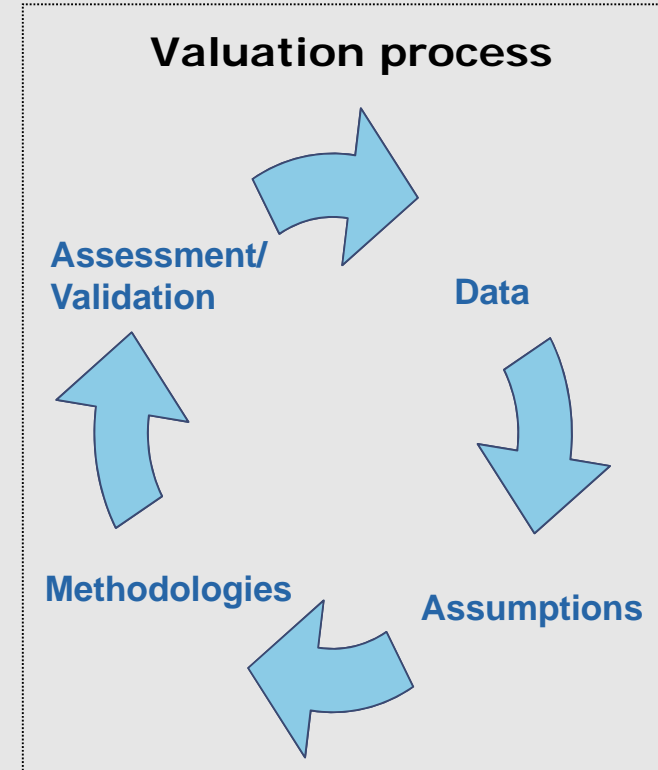 Valuation process
Assessment/
Validation
Data
Methodologies
Assumptions